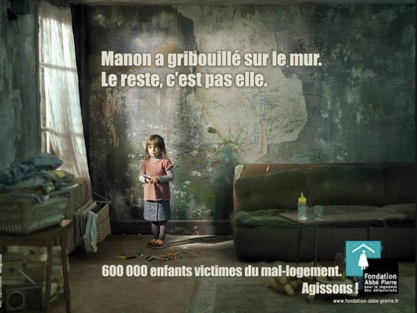 Manon a gribouillé sur le mur.
Le reste, c'est pas elle.
600 000 enfants victimes du mal-logement.
Agissons !
Fondation
Abbé Pierre
pour le logement
des défavorisés
www.fondation-abbe-pierre.fr